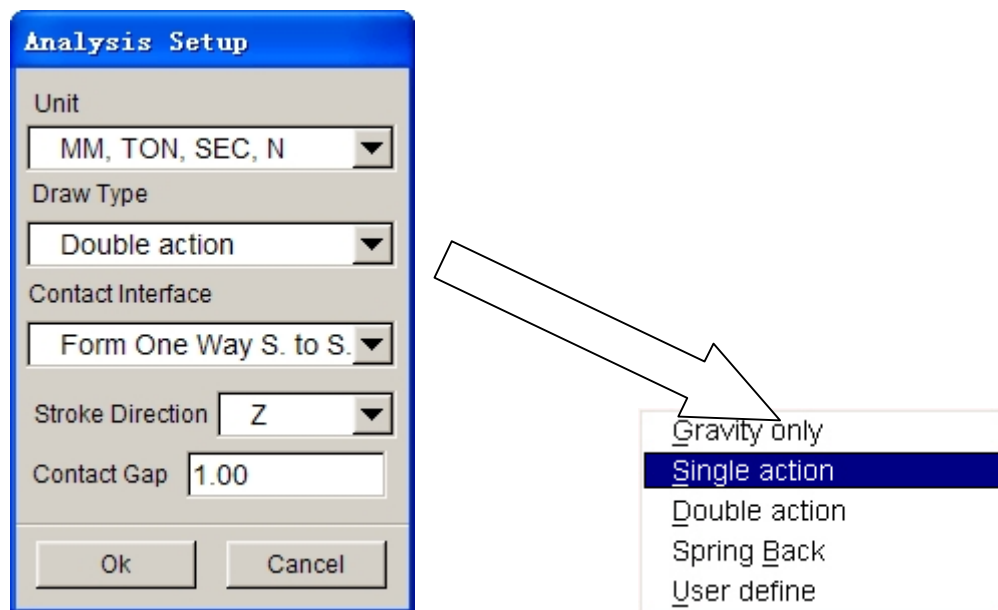 Analysis Setup
Unit
MM, TON, SEC, N
Draw Type
Double action
Contact Interface
Form One Way S. to S.
Stroke Direction Z
Contact Gap 1.00
Ok Cancel
Gravity only
Single action
Double action
Spring Back
User define